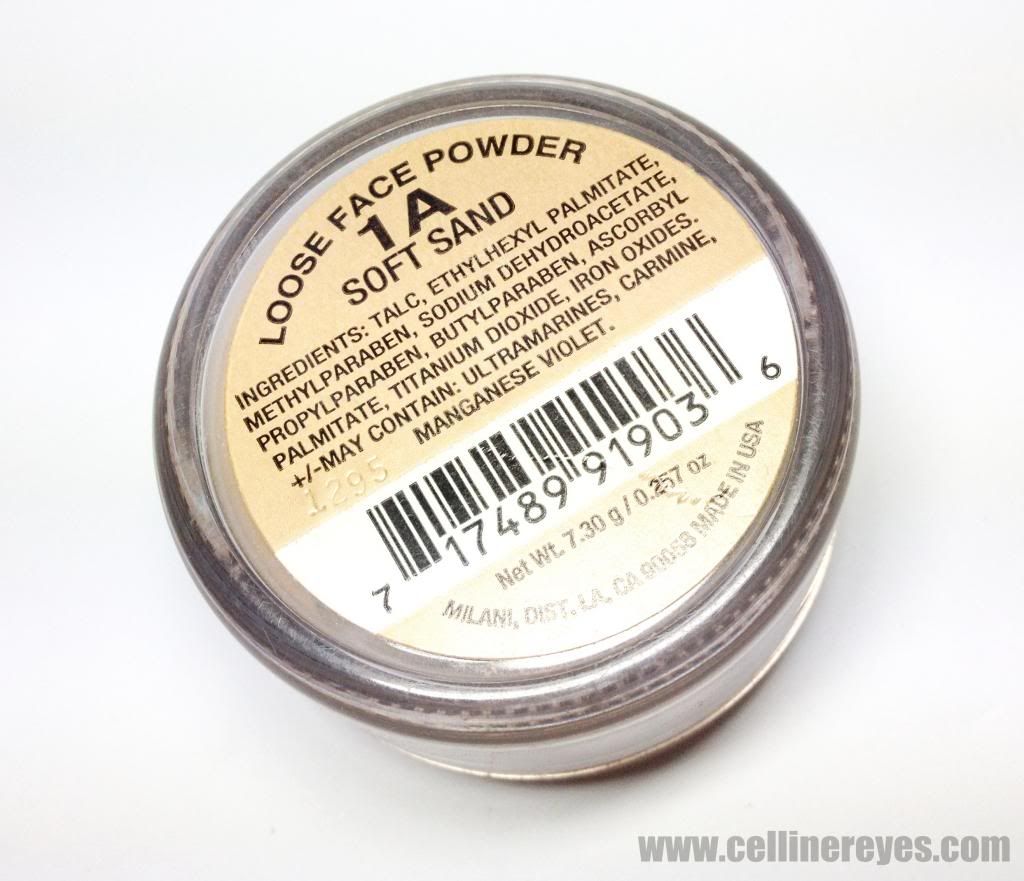 LOOSE FACE POWDER
1A
SOFT SAND
INGREDIENTS: TALC, ETHYLHEXYL PALMITATE,
METHYLPARABEN, SODIUM DEHYDROACETATE,
PROPYLPARABEN, BUTYLPARABEN, ASCORBYL
PALMITATE, TITANIUM DIOXIDE, IRON OXIDES.
+/-MAY CONTAIN: ULTRAMARINES, CARMINE,
MANGANESE VIOLET.
1295
7 17489 91903 6
Net Wt. 7.30 g / 0.257 oz
MILANI, DIST. LA, CA 90058 MADE IN USA
www.cellinereyes.com